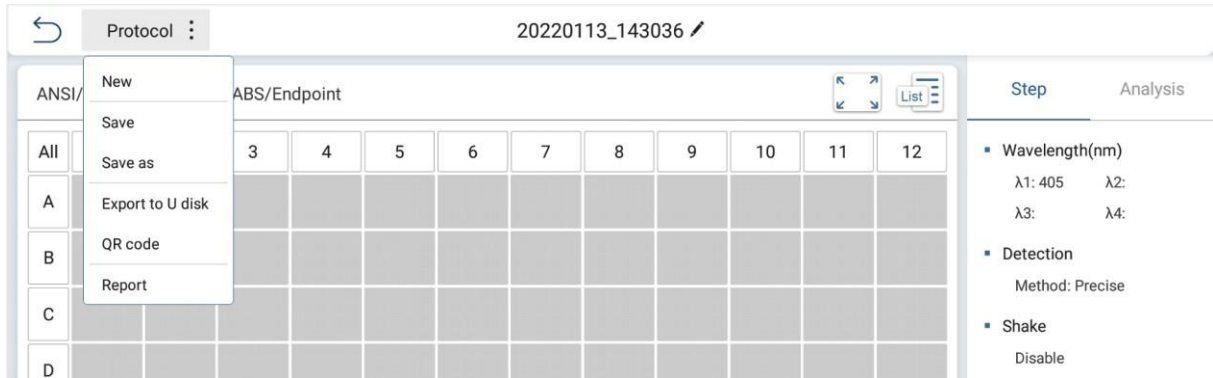 Protocol
20220113_143036
New
Save
Save as
Export to U disk
QR code
Report
ANSI/
ABS/Endpoint
List
All 3 4 5 6 7 8 9 10 11 12
A
B
C
D
Step Analysis
Wavelength(nm)
λ1: 405 λ2:
λ3: λ4:
Detection
Method: Precise
Shake
Disable